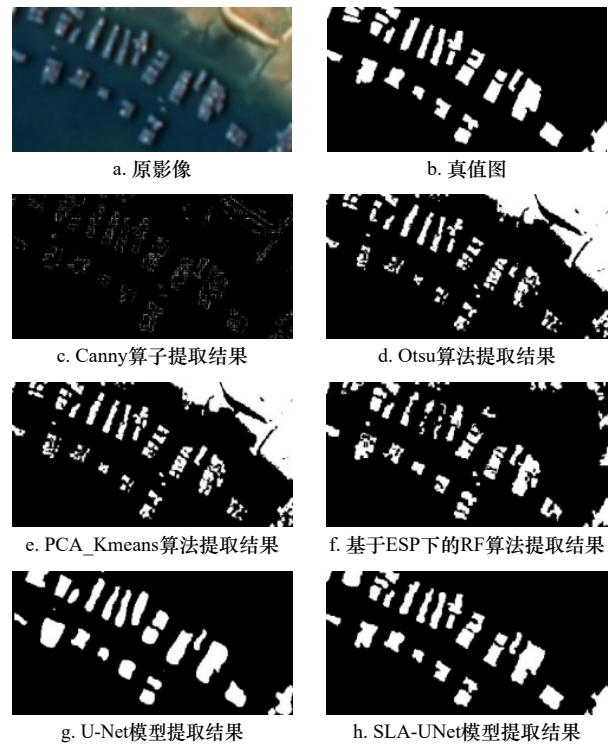 a. 原影像
b. 真值图
c. Canny算子提取结果
d. Otsu算法提取结果
e. PCA_Kmeans算法提取结果
f. 基于ESP下的RF算法提取结果
g. U-Net模型提取结果
h. SLA-UNet模型提取结果